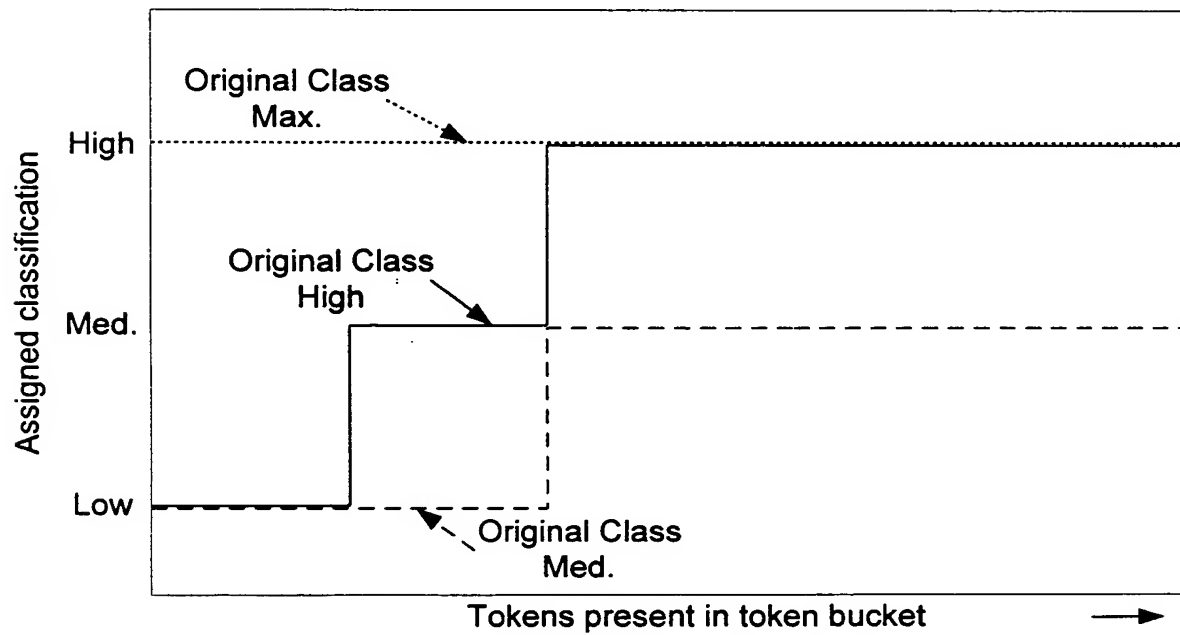 Original Class
Max.
High
Assigned classification
Original Class
High
Med.
Low
Original Class
Med.
Tokens present in token bucket